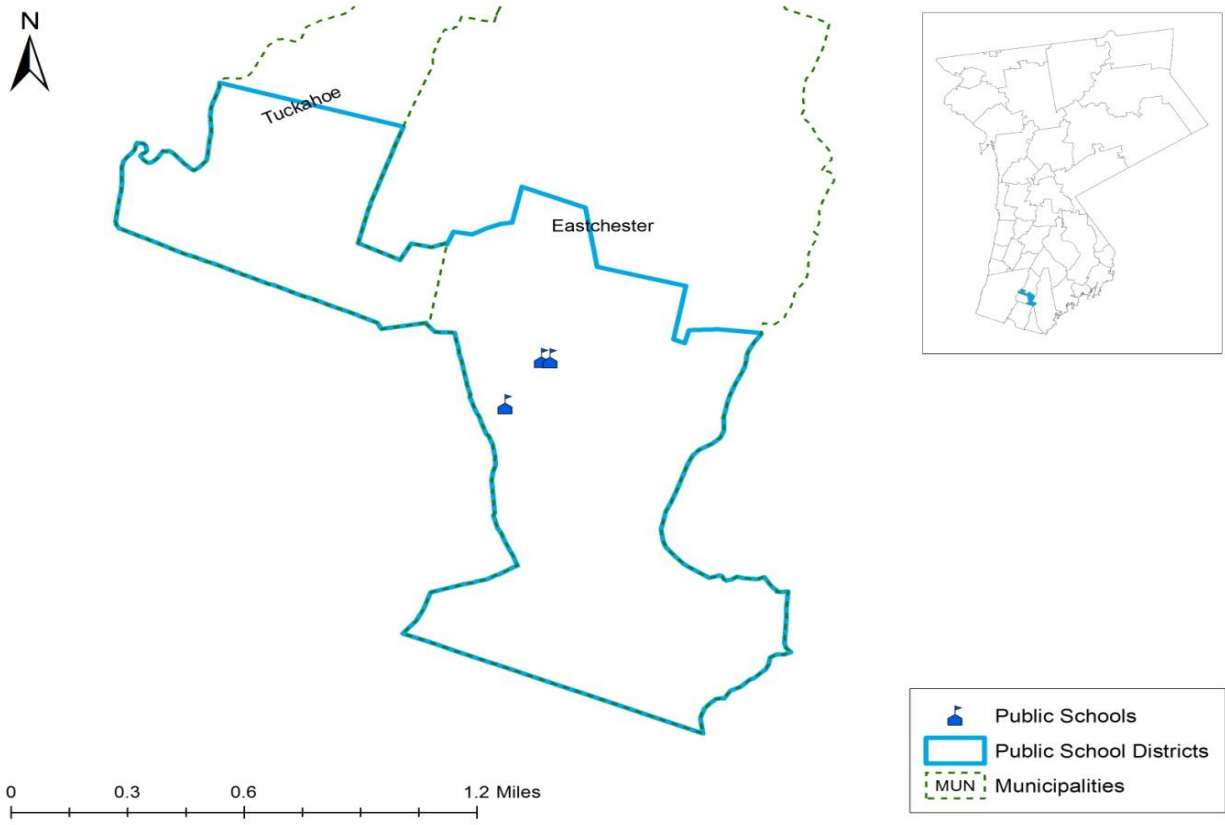 N
Tuckahoe
Eastchester
Public Schools
Public School Districts
MUN Municipalities
0 0.3 0.6 1.2 Miles